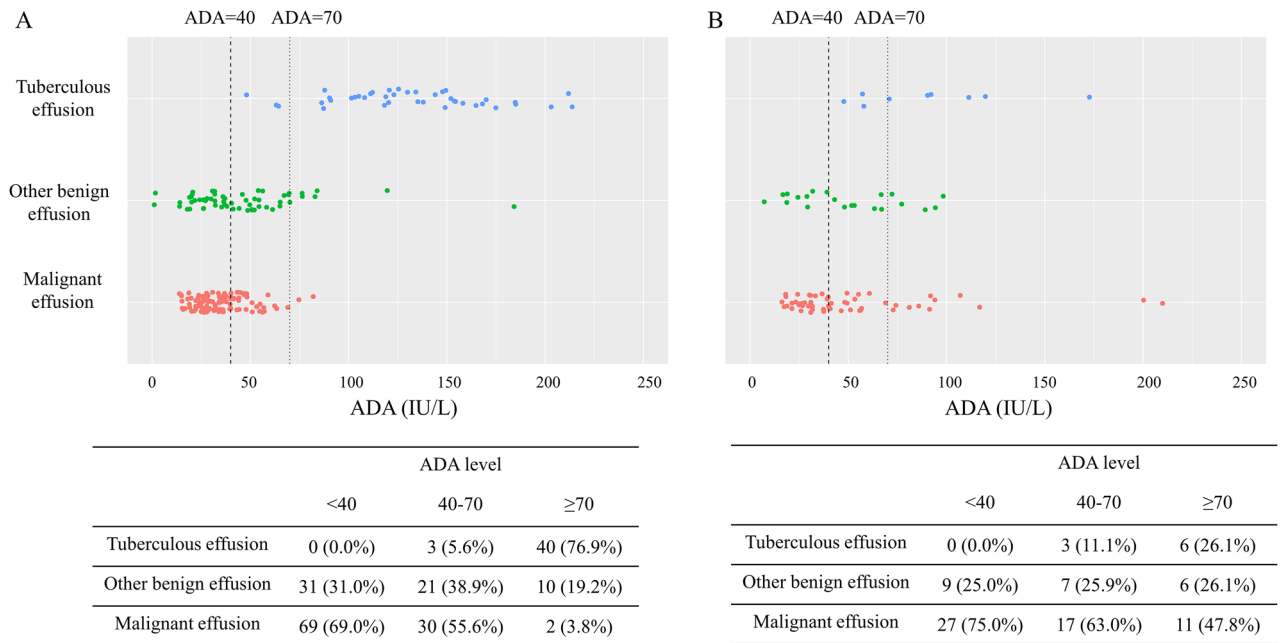 A
ADA=40 ADA=70
Tuberculous
effusion
Other benign
effusion
Malignant
effusion
0 50 100 150 200 250
ADA (IU/L)
ADA level
<40 40-70 ≥70
Tuberculous effusion 0 (0.0%) 3 (5.6%) 40 (76.9%)
Other benign effusion 31 (31.0%) 21 (38.9%) 10 (19.2%)
Malignant effusion 69 (69.0%) 30 (55.6%) 2 (3.8%)
B
ADA=40 ADA=70
0 50 100 150 200 250
ADA (IU/L)
ADA level
<40 40-70 ≥70
Tuberculous effusion 0 (0.0%) 3 (11.1%) 6 (26.1%)
Other benign effusion 9 (25.0%) 7 (25.9%) 6 (26.1%)
Malignant effusion 27 (75.0%) 17 (63.0%) 11 (47.8%)